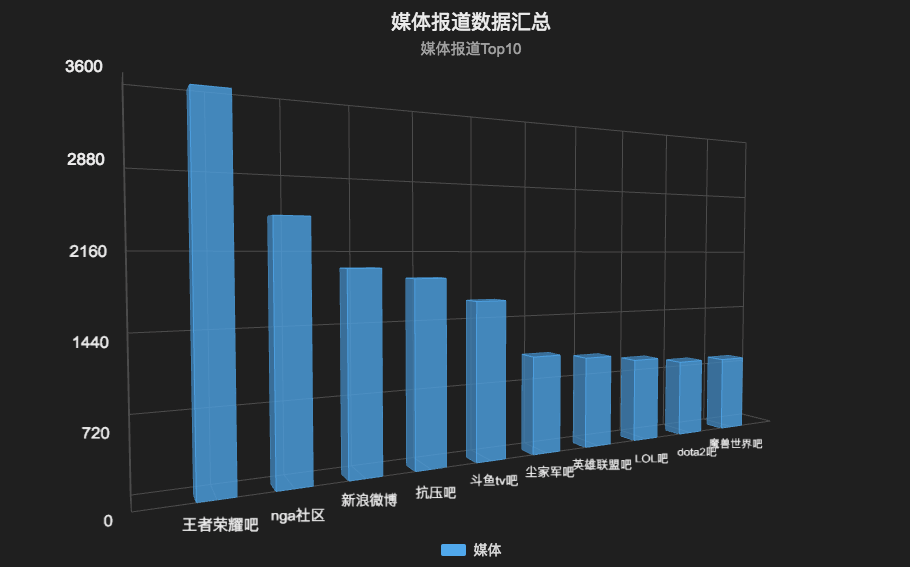 媒体报道数据汇总
媒体报道Top10
3600
2880
2160
1440
720
0
王者荣耀吧
nga社区
新浪微博
抗压吧
斗鱼tv吧
尘家军吧
英雄联盟吧
LOL吧
dota2吧
魔兽世界吧
媒体